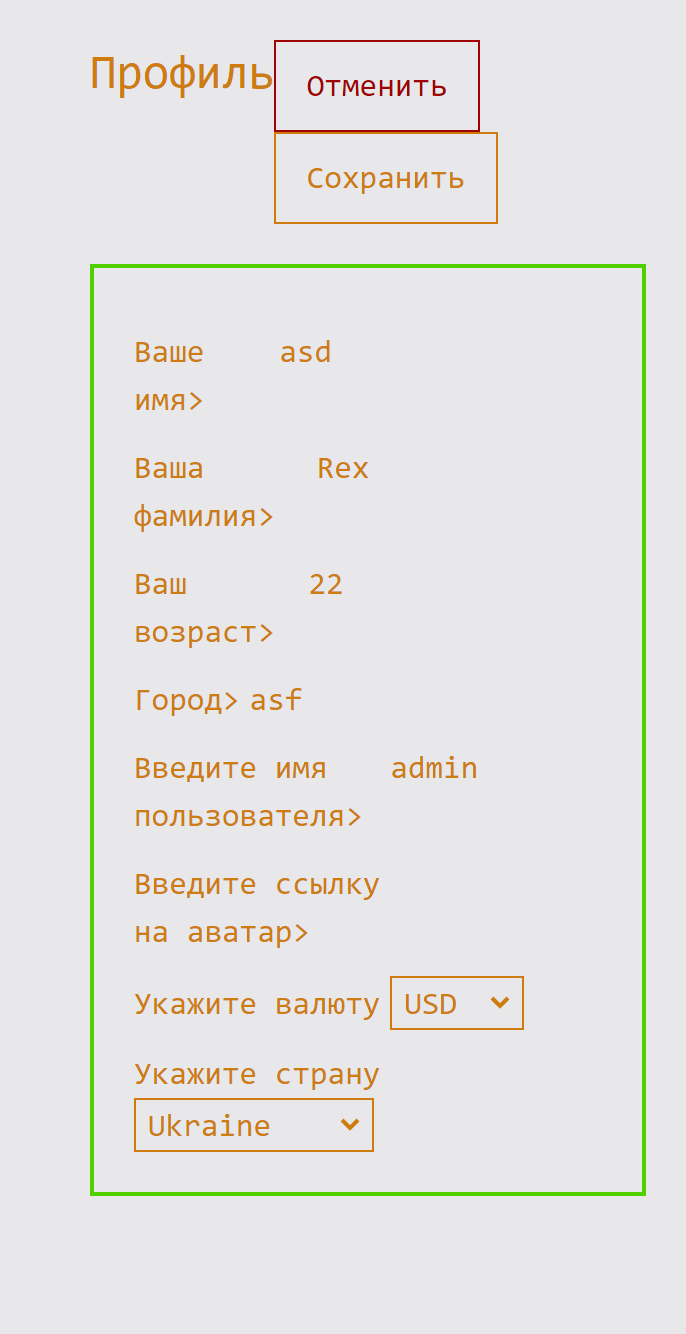 Профиль
Отменить
Сохранить
Ваше asd
имя>
Ваша Rex
фамилия>
Ваш 22
возраст>
Город> asf
Введите имя admin
пользователя>
Введите ссылку
на аватар>
Укажите валюту USD
Укажите страну
Ukraine